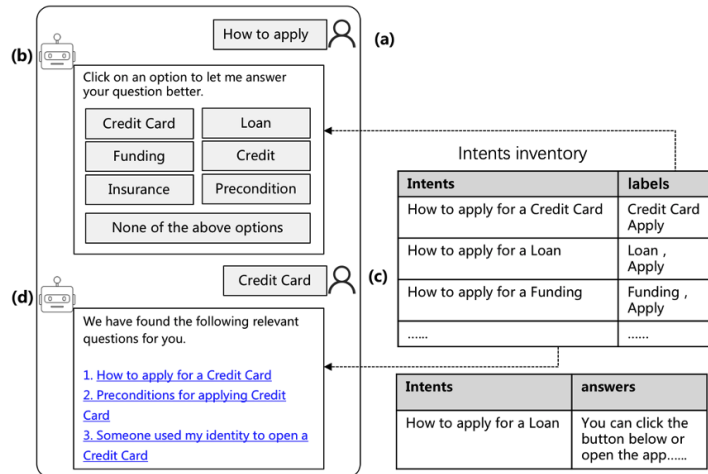 How to apply
(a)
(b)
Click on an option to let me answer
your question better.
Credit Card
Loan
Funding
Credit
Insurance
Precondition
None of the above options
Credit Card
(d)
We have found the following relevant
questions for you.
1. How to apply for a Credit Card
2. Preconditions for applying Credit
Card
3. Someone used my identity to open a
Credit Card
(c)
Intents inventory
Intents labels
How to apply for a Credit Card Credit Card
Apply
How to apply for a Loan Loan ,
Apply
How to apply for a Funding Funding ,
Apply
...... ......
Intents answers
How to apply for a Loan You can click the
button below or
open the app......